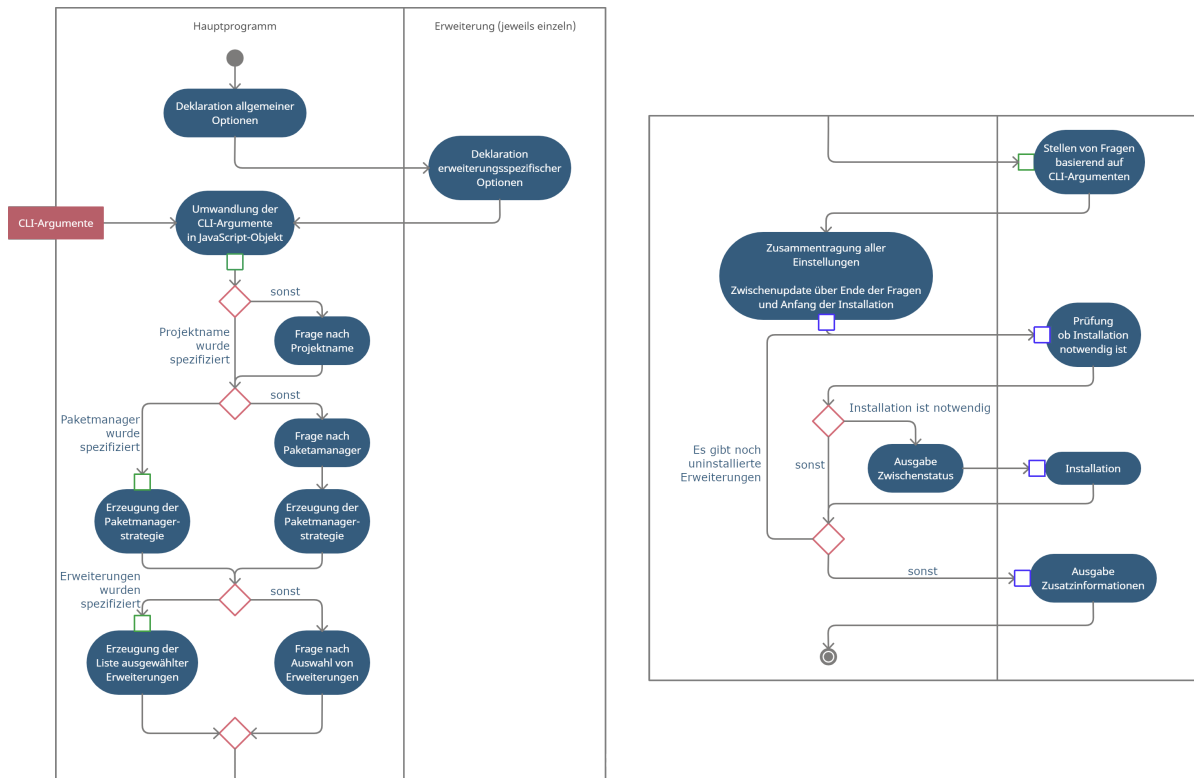 Hauptprogramm
Erweiterung (jeweils einzeln)
Deklaration allgemeiner
Optionen
Deklaration
erweiterungsspezifischer
Optionen
CLI-Argumente
Umwandlung der
CLI-Argumente
in JavaScript-Objekt
sonst
Projektname
wurde
spezifiziert
Frage nach
Projektname
sonst
Paketmanager
wurde
spezifiziert
Frage nach
Paketamanager
Erzeugung der
Paketmanager-
strategie
Erzeugung der
Paketmanager-
strategie
Erweiterungen
wurden
spezifiziert
sonst
Erzeugung der
Liste ausgewählter
Erweiterungen
Frage nach
Auswahl von
Erweiterungen
Stellen von Fragen
basierend auf
CLI-Argumenten
Zusammentragung aller
Einstellungen
Zwischenupdate über Ende der Fragen
und Anfang der Installation
Prüfung
ob Installation
notwendig ist
Installation ist notwendig
Es gibt noch
uninstallierte
Erweiterungen
sonst
Ausgabe
Zwischenstatus
Installation
sonst
Ausgabe
Zusatzinformationen